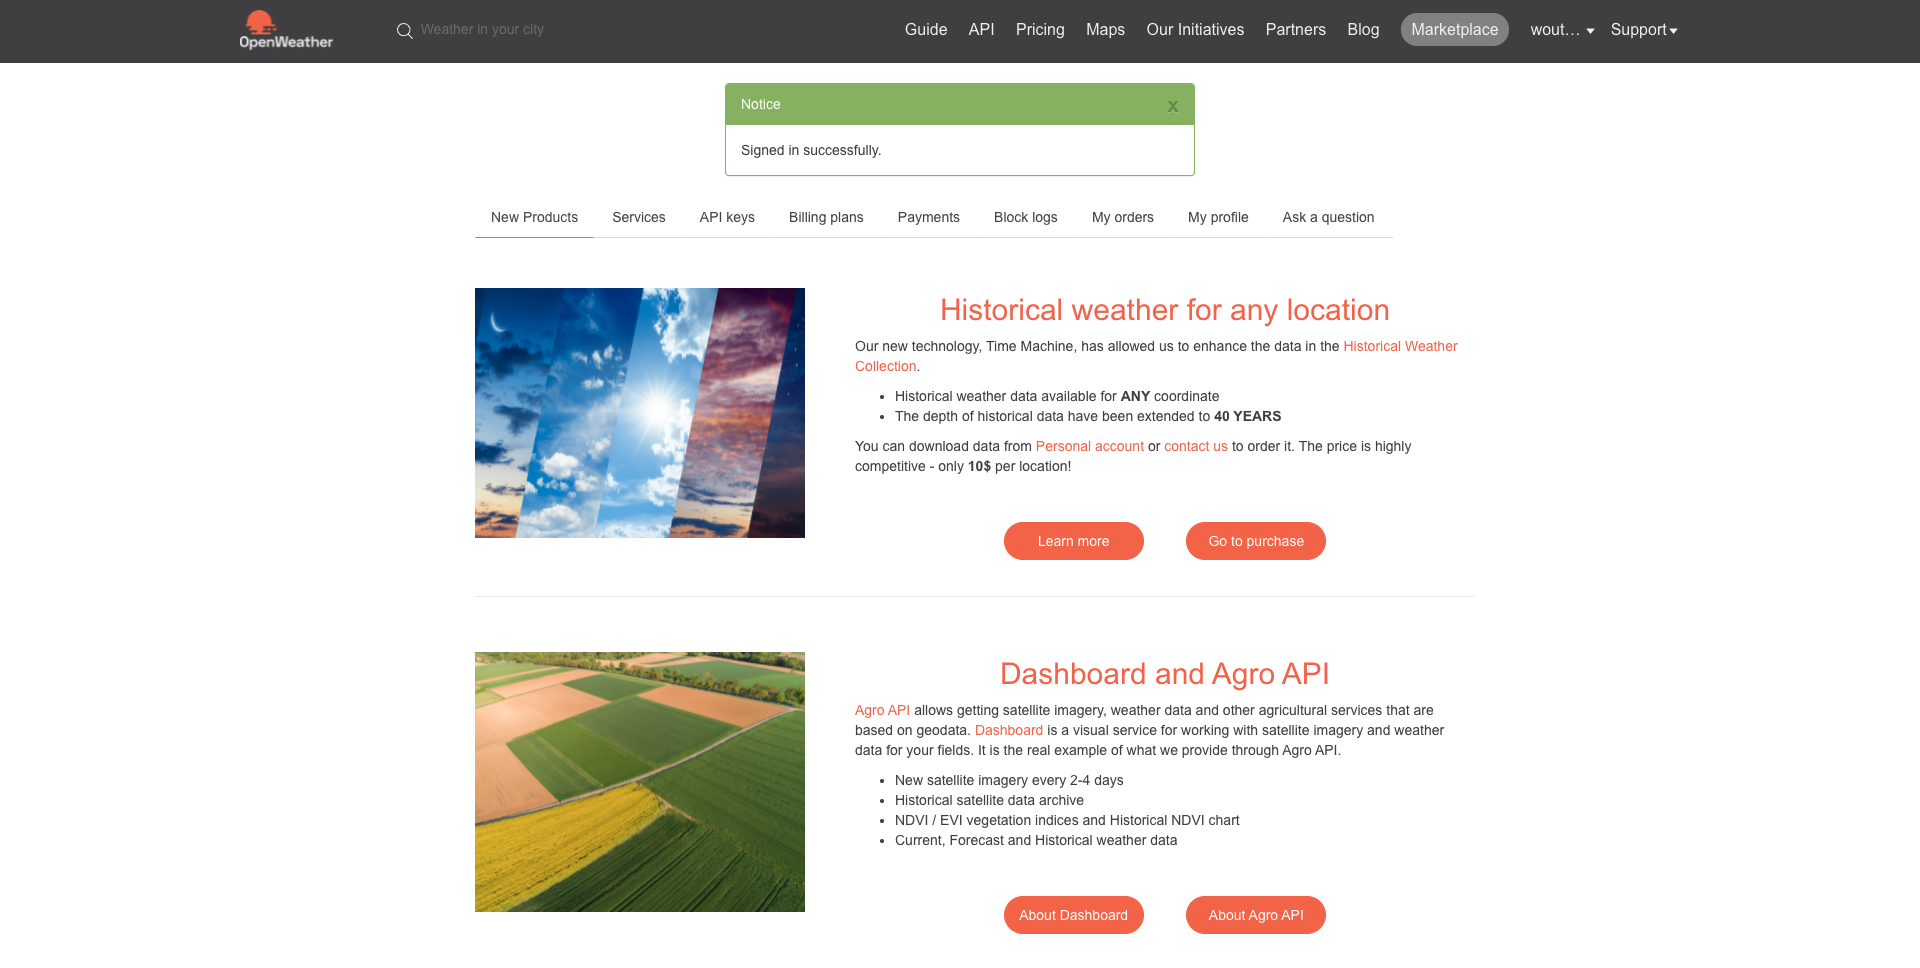 OpenWeather
Weather in your city
Guide
API
Pricing
Maps
Our Initiatives
Partners
Blog
Marketplace
wout…
Support
Notice
x
Signed in successfully.
New Products
Services
API keys
Billing plans
Payments
Block logs
My orders
My profile
Ask a question
Historical weather for any location
Our new technology, Time Machine, has allowed us to enhance the data in the Historical Weather
Collection.
• Historical weather data available for ANY coordinate
• The depth of historical data have been extended to 40 YEARS
You can download data from Personal account or contact us to order it. The price is highly
competitive - only 10$ per location!
Learn more
Go to purchase
Dashboard and Agro API
Agro API allows getting satellite imagery, weather data and other agricultural services that are
based on geodata. Dashboard is a visual service for working with satellite imagery and weather
data for your fields. It is the real example of what we provide through Agro API.
• New satellite imagery every 2-4 days
• Historical satellite data archive
• NDVI / EVI vegetation indices and Historical NDVI chart
• Current, Forecast and Historical weather data
About Dashboard
About Agro API